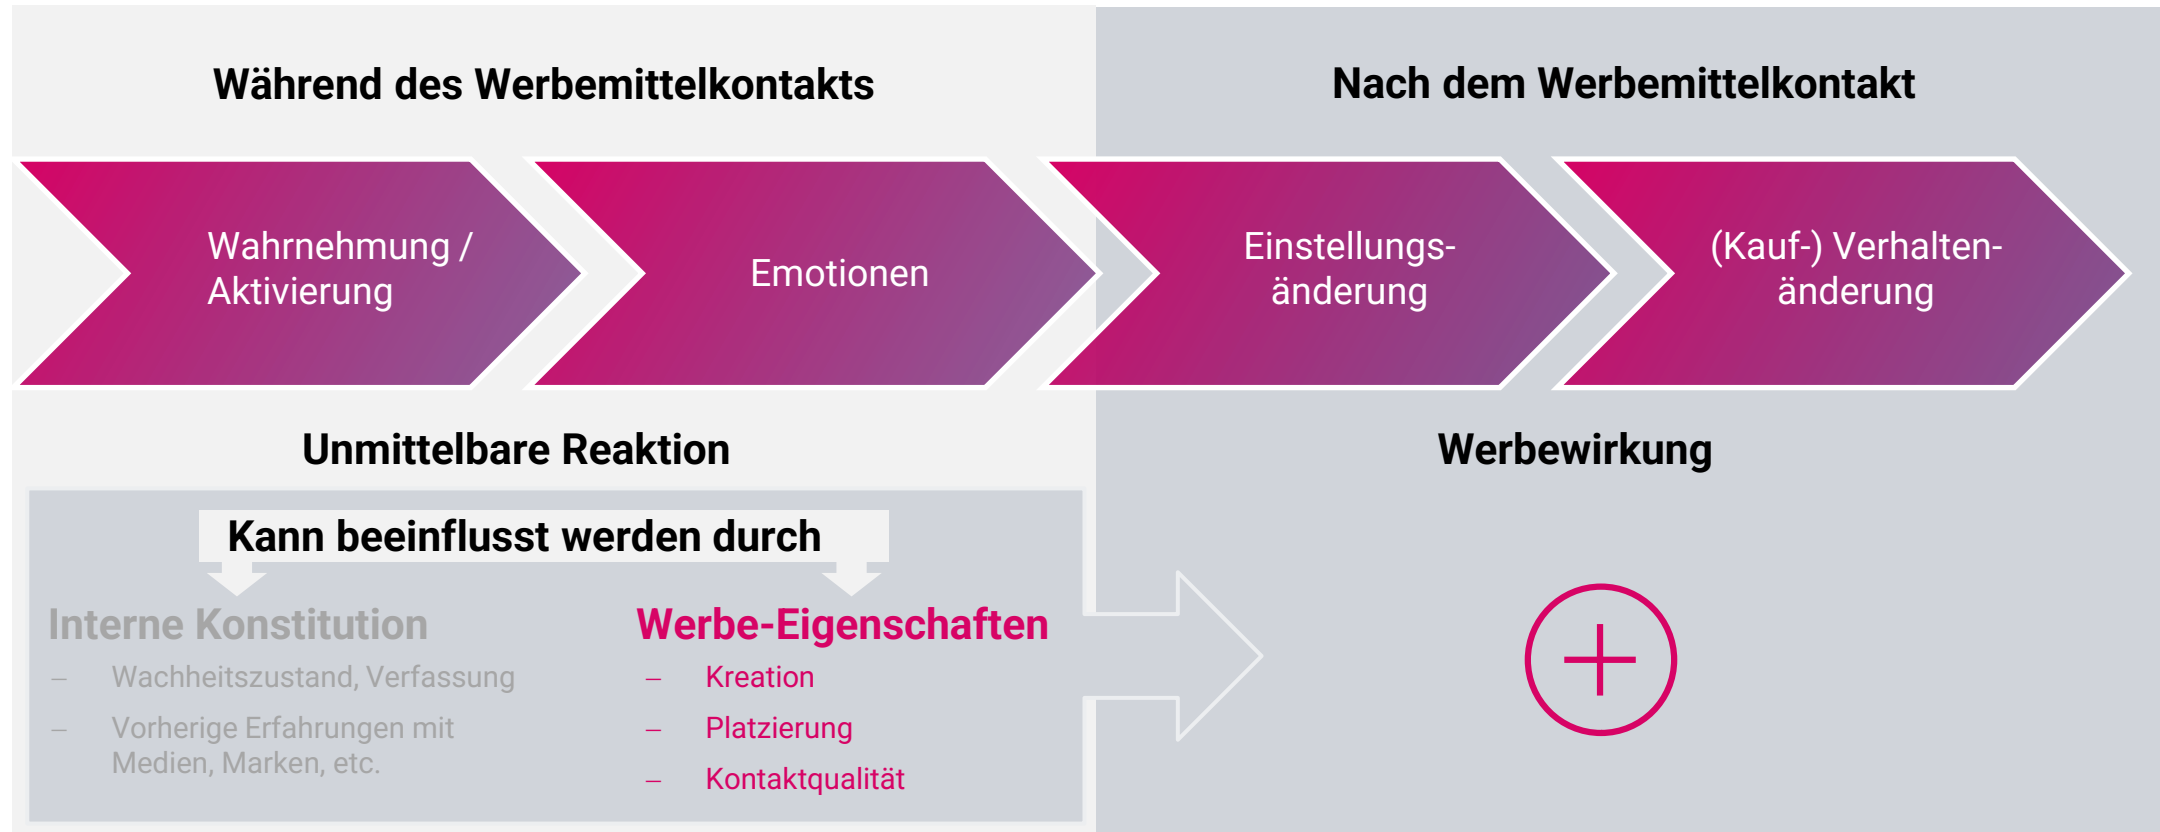 Während des Werbemittelkontakts
Nach dem Werbemittelkontakt
Wahrnehmung /
Aktivierung
Emotionen
Einstellungs-
änderung
(Kauf-) Verhalten-
änderung
Unmittelbare Reaktion
Werbewirkung
Kann beeinflusst werden durch
Interne Konstitution
– Wachheitszustand, Verfassung
– Vorherige Erfahrungen mit
Medien, Marken, etc.
Werbe-Eigenschaften
– Kreation
– Platzierung
– Kontaktqualität